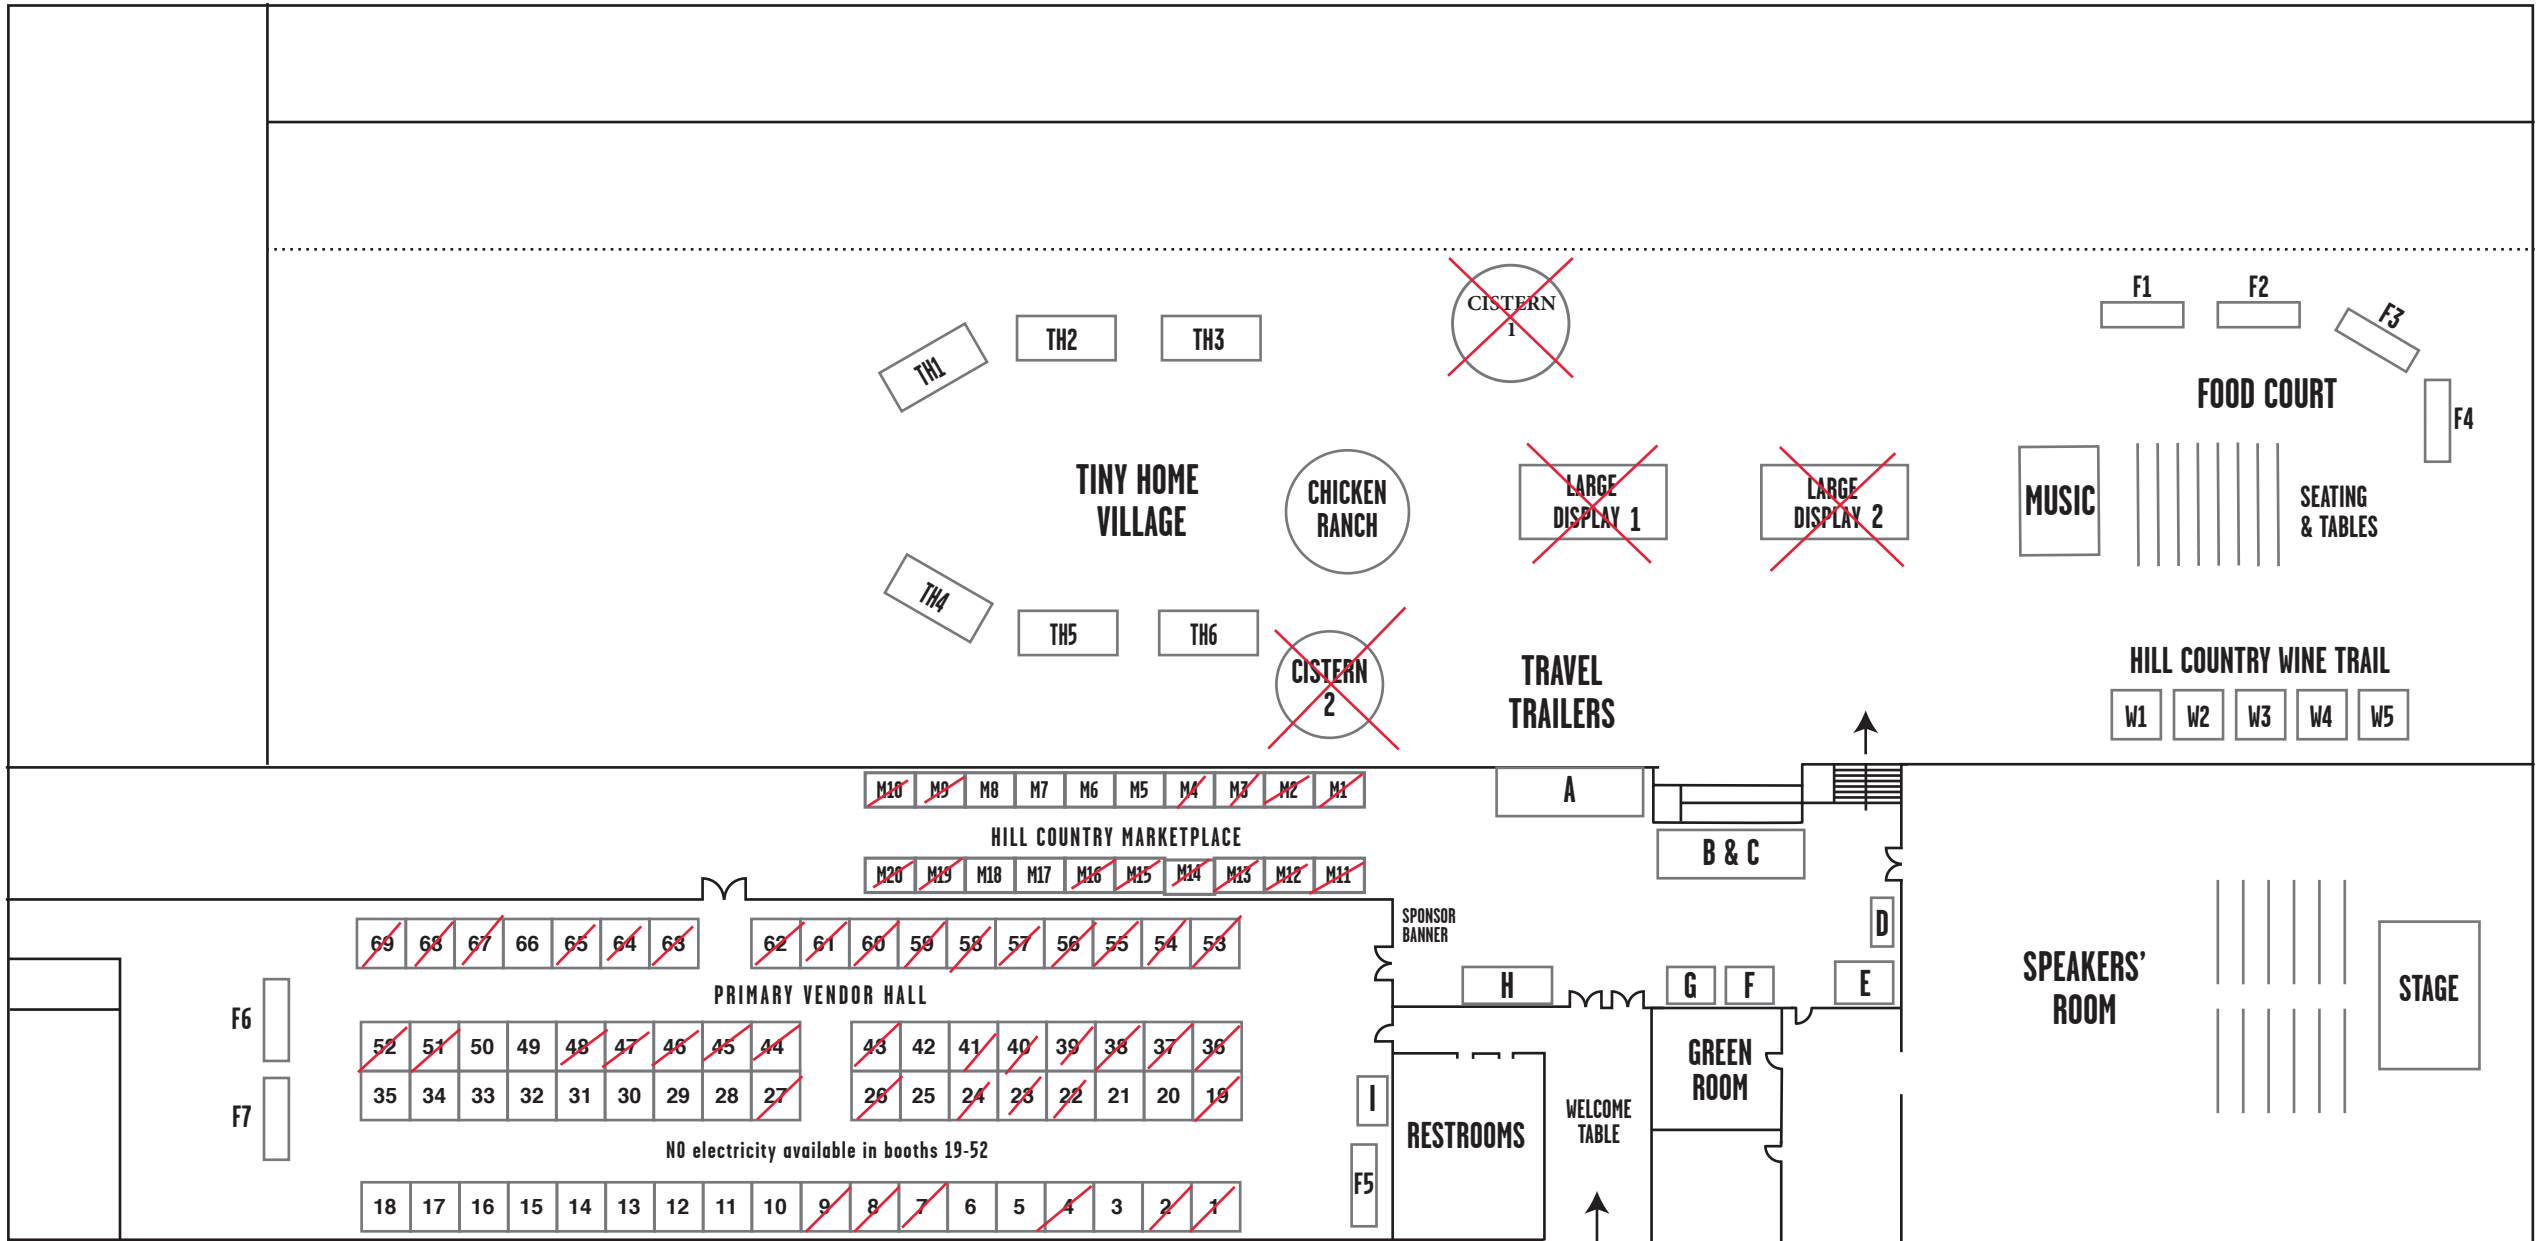 CISTERN
1
F1
F2
F3
TH1
TH2
TH3
FOOD COURT
F4
TINY HOME
VILLAGE
CHICKEN
RANCH
LARGE
DISPLAY 1
LARGE
DISPLAY 2
MUSIC
SEATING
& TABLES
TH4
TH5
TH6
CISTERN
2
TRAVEL
TRAILERS
HILL COUNTRY WINE TRAIL
W1 W2 W3 W4 W5
M10 M9 M8 M7 M6 M5 M4 M3 M2 M1
A
HILL COUNTRY MARKETPLACE
B & C
M20 M19 M18 M17 M16 M15 M14 M13 M12 M11
SPONSOR
BANNER
D
69 68 67 66 65 64 63 62 61 60 59 58 57 56 55 54 53
PRIMARY VENDOR HALL
H
G
F
E
SPEAKERS'
ROOM
STAGE
F6
52 51 50 49 48 47 46 45 44 43 42 41 40 39 38 37 36
35 34 33 32 31 30 29 28 27 26 25 24 23 22 21 20 19
F7
I
GREEN
ROOM
WELCOME
TABLE
RESTROOMS
NO electricity available in booths 19-52
F5
18 17 16 15 14 13 12 11 10 9 8 7 6 5 4 3 2 1